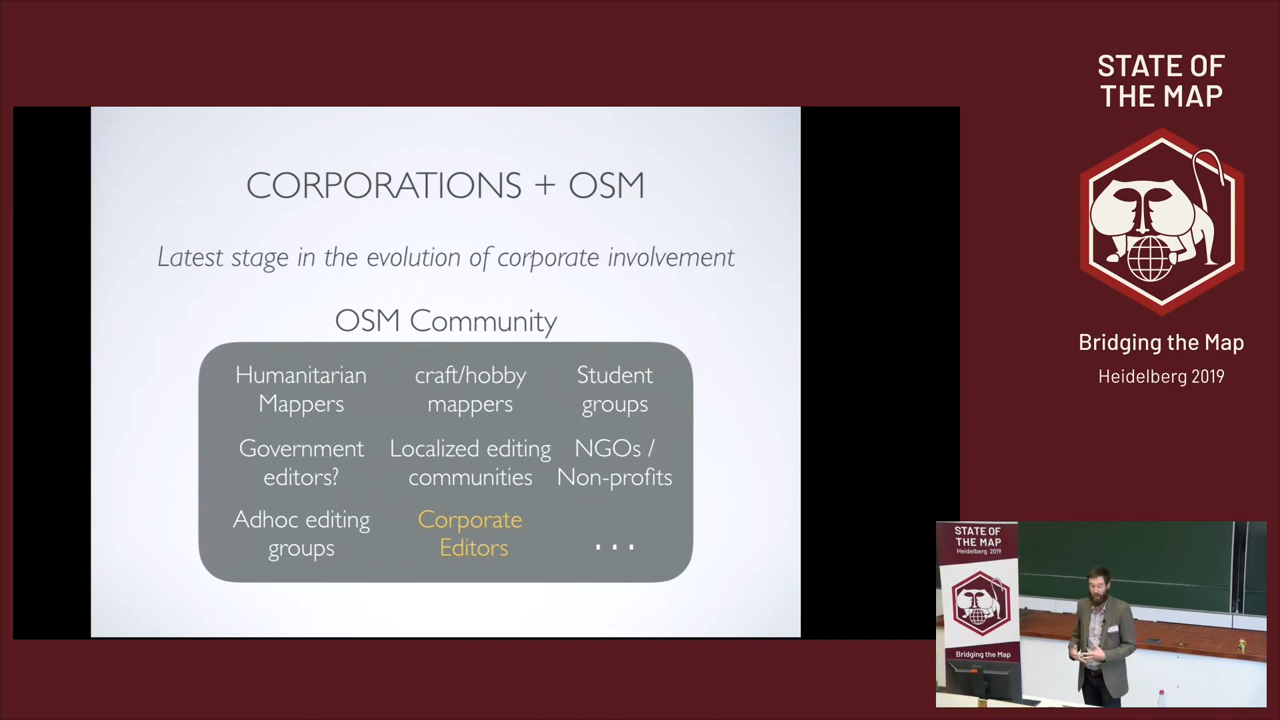 STATE OF
THE MAP
CORPORATIONS + OSM
Latest stage in the evolution of corporate involvement
OSM Community
Humanitarian
Mappers
craft/hobby
mappers
Student
groups
Government
editors?
Localized editing
communities
NGOs /
Non-profits
Adhoc editing
groups
Corporate
Editors
...
Bridging the Map
Heidelberg 2019
STATE OF
THE MAP
Heidelberg 2019
Bridging the Map